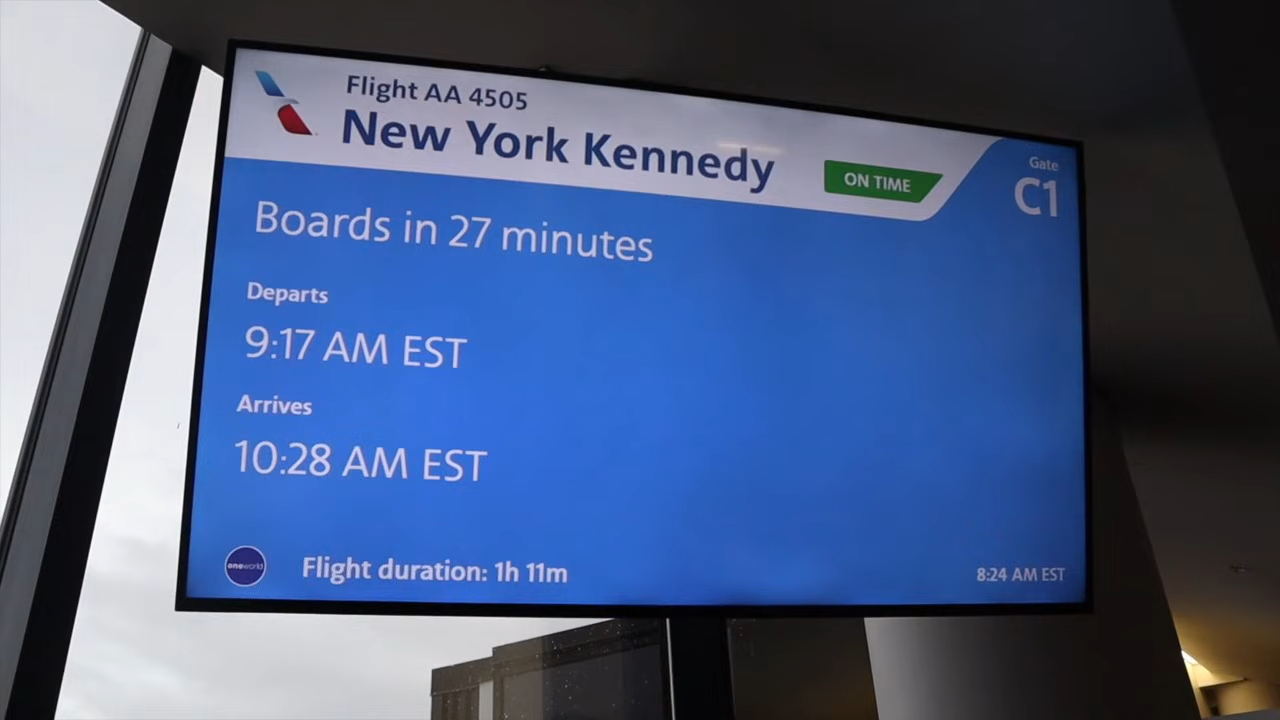 Flight AA 4505
New York Kennedy
ON TIME
Gate
C1
Boards in 27 minutes
Departs
9:17 AM EST
Arrives
10:28 AM EST
oneworld
Flight duration: 1h 11m
8:24 AM EST